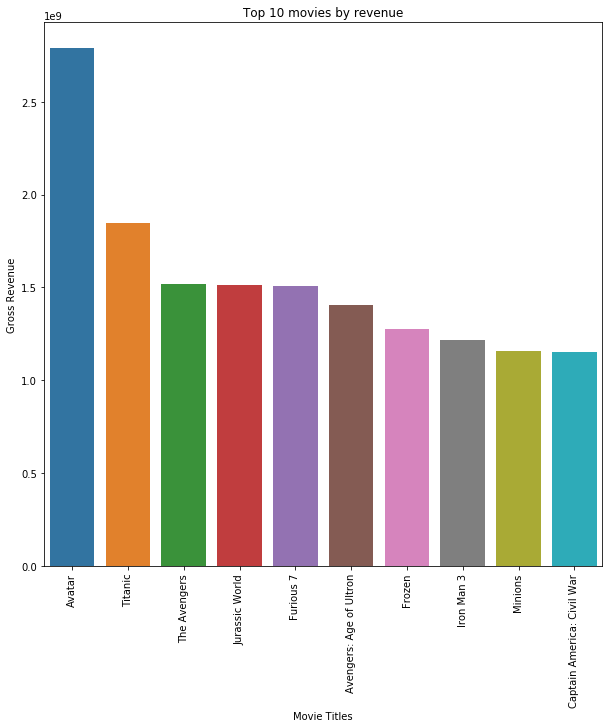 Top 10 movies by revenue
1e9
2.5
2.0
1.5
1.0
0.5
0.0
Gross Revenue
Avatar
Titanic
The Avengers
Jurassic World
Furious 7
Avengers: Age of Ultron
Frozen
Iron Man 3
Minions
Captain America: Civil War
Movie Titles